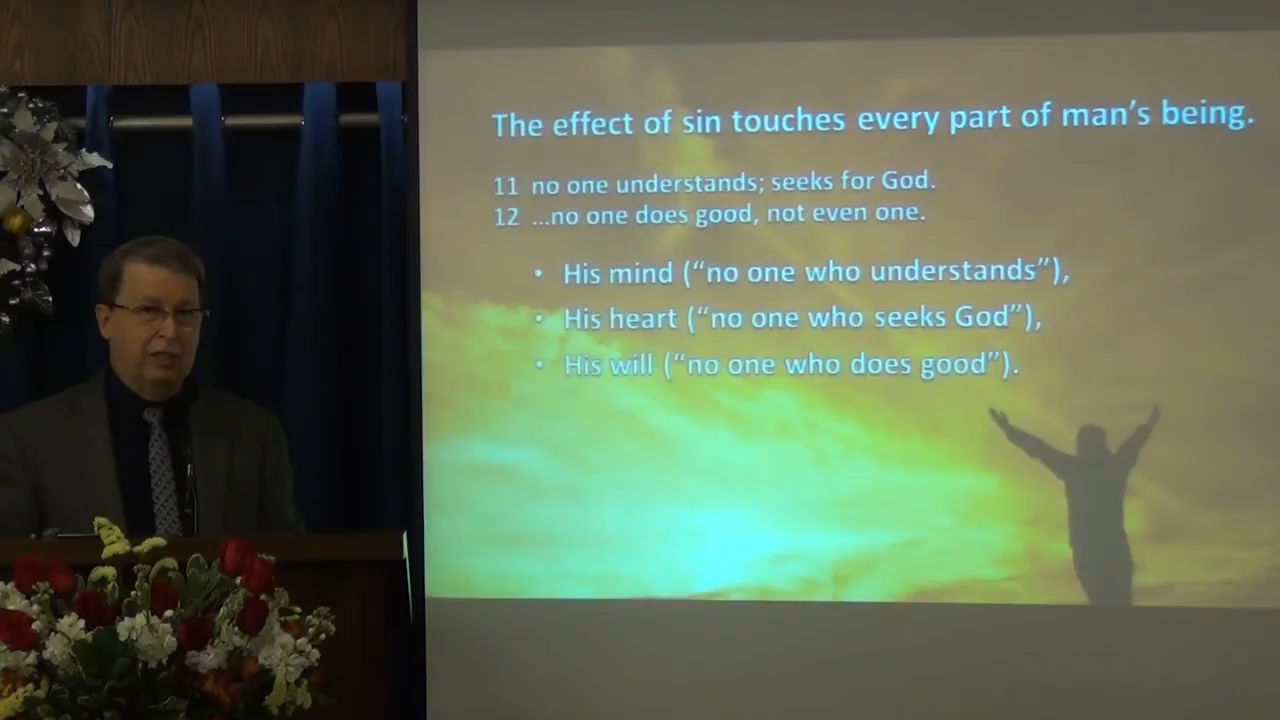 The effect of sin touches every part of man’s being.
11 no one understands; seeks for God.
12 ...no one does good, not even one.
• His mind (“no one who understands”),
• His heart (“no one who seeks God”),
• His will (“no one who does good”).